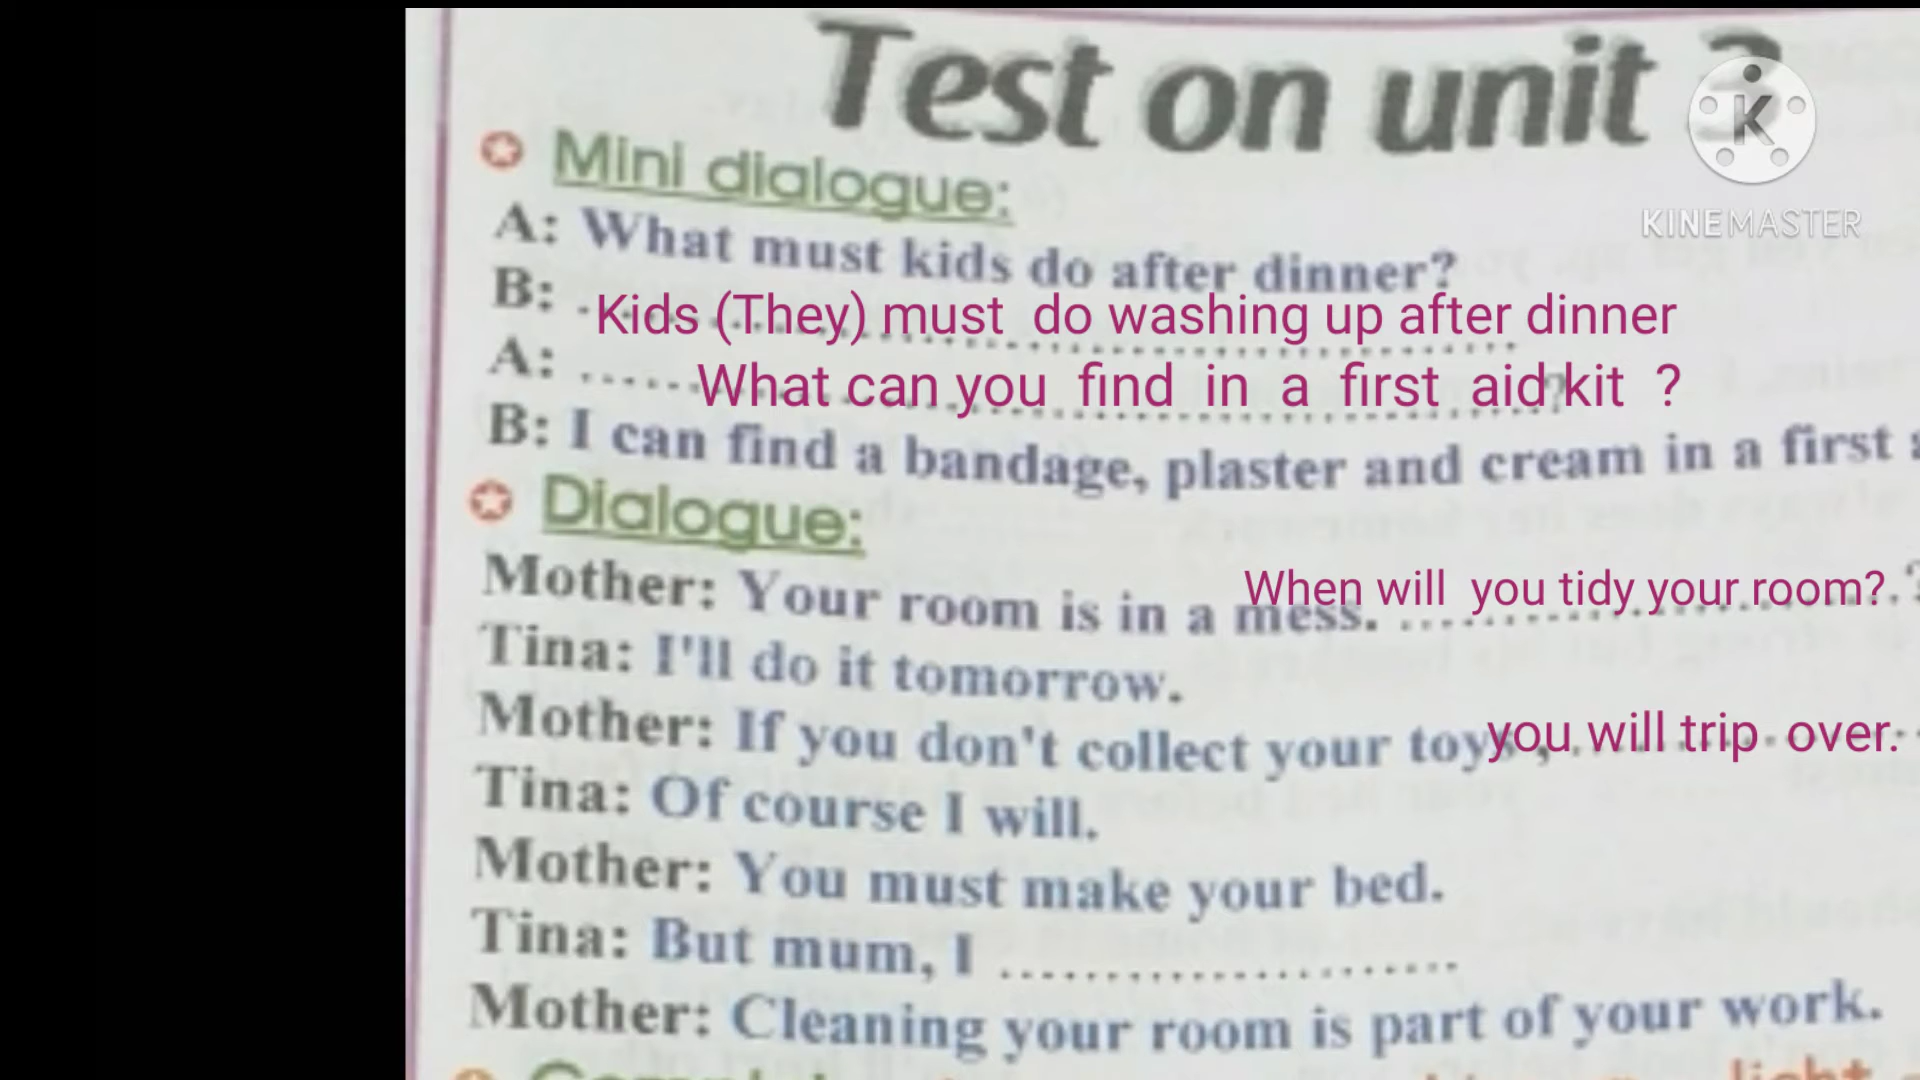 Test on unit 3
Mini dialogue:
A: What must kids do after dinner?
B: Kids (They) must do washing up after dinner
A: What can you find in a first aid kit ?
B: I can find a bandage, plaster and cream in a first
Dialogue:
Mother: Your room is in a mess. When will you tidy your room? ?
Tina: I'll do it tomorrow.
Mother: If you don't collect your toys, you will trip over.
Tina: Of course I will.
Mother: You must make your bed.
Tina: But mum, I ........................
Mother: Cleaning your room is part of your work.
light
K
KINEMASTER